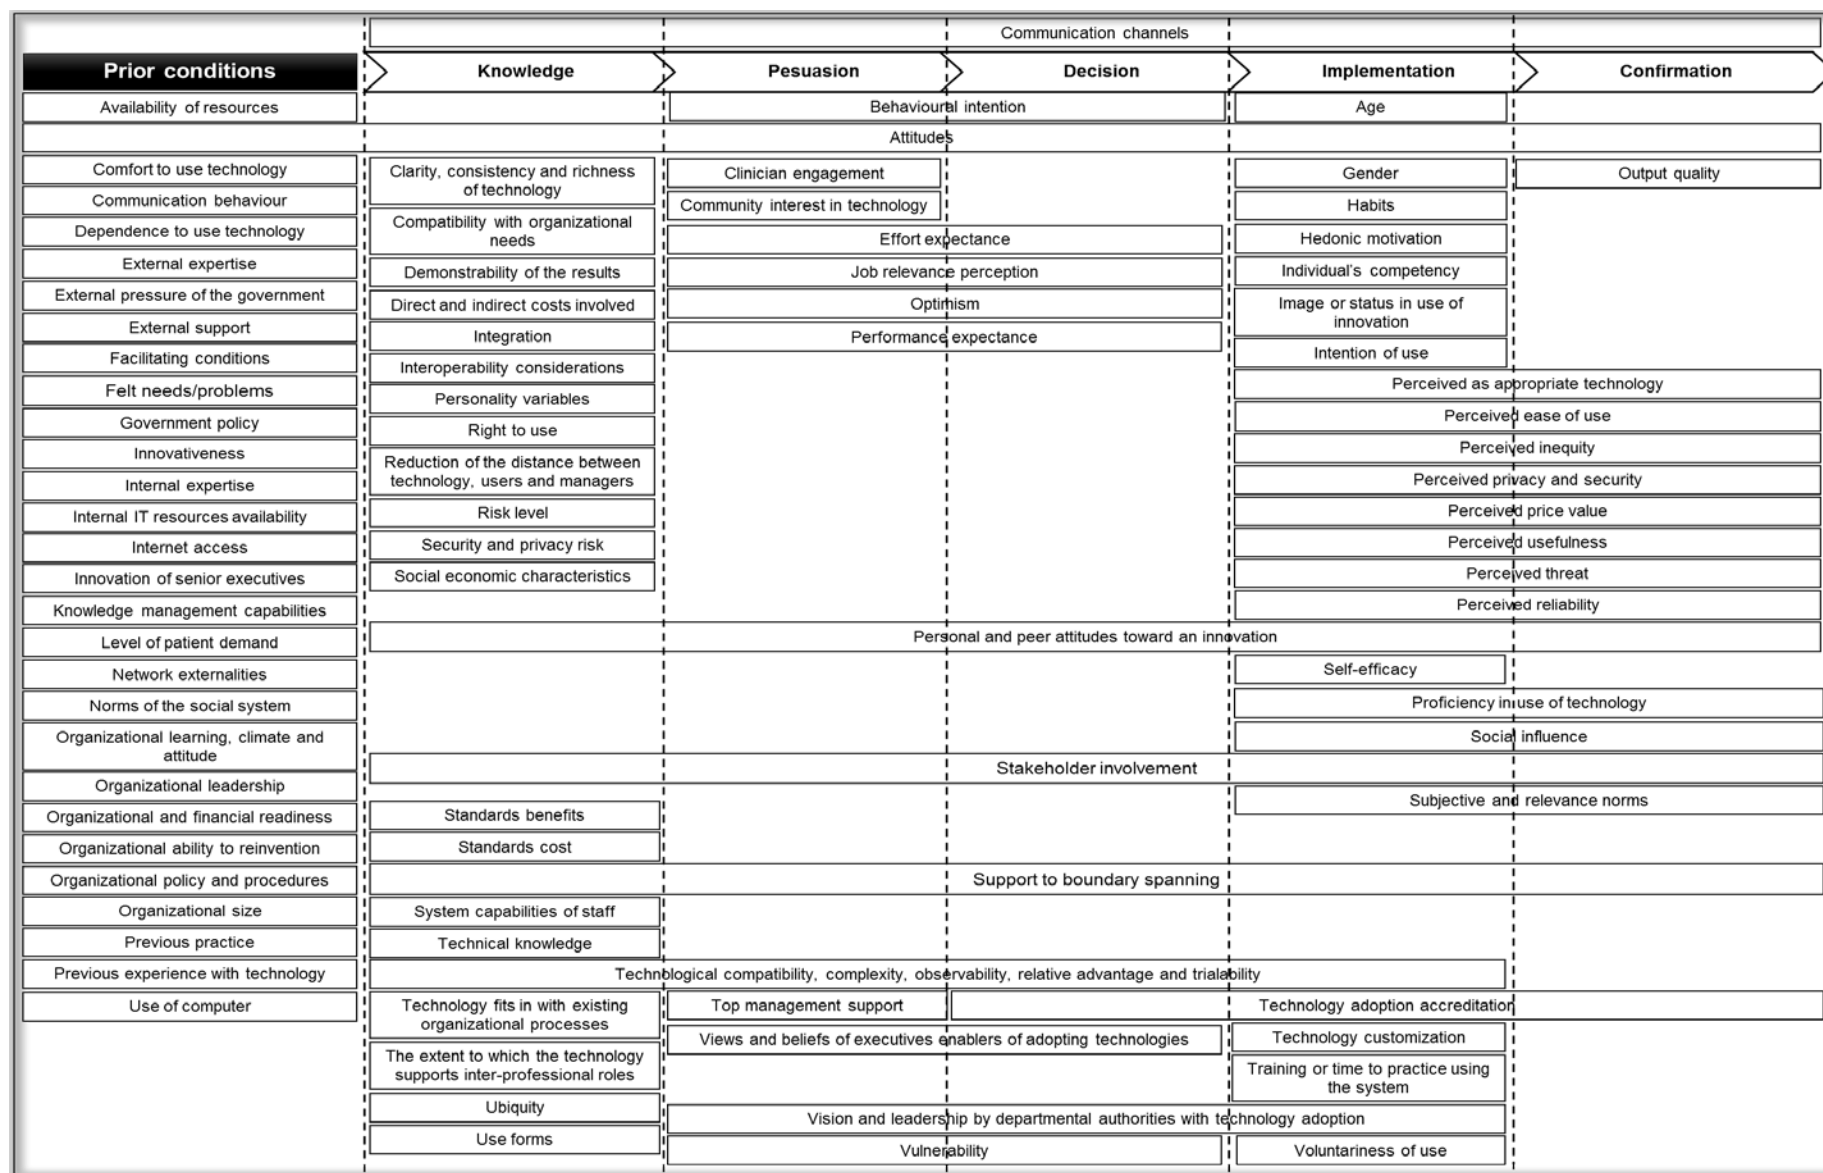 Communication channels
Prior conditions
Knowledge
Pesuasion
Decision
Implementation
Confirmation
Availability of resources
Behavioural intention
Age
Attitudes
Comfort to use technology
Clarity, consistency and richness
of technology
Clinician engagement
Gender
Output quality
Communication behaviour
Community interest in technology
Habits
Dependence to use technology
Compatibility with organizational
needs
Effort expectance
Hedonic motivation
External expertise
Demonstrability of the results
Job relevance perception
Individual's competency
External pressure of the government
Direct and indirect costs involved
Optimism
Image or status in use of
innovation
External support
Integration
Performance expectance
Intention of use
Facilitating conditions
Interoperability considerations
Perceived as appropriate technology
Felt needs/problems
Personality variables
Perceived ease of use
Government policy
Right to use
Perceived inequity
Innovativeness
Reduction of the distance between
technology, users and managers
Perceived privacy and security
Internal expertise
Internal IT resources availability
Risk level
Perceived price value
Internet access
Security and privacy risk
Perceived usefulness
Innovation of senior executives
Social economic characteristics
Perceived threat
Knowledge management capabilities
Perceived reliability
Level of patient demand
Personal and peer attitudes toward an innovation
Network externalities
Self-efficacy
Norms of the social system
Proficiency in use of technology
Organizational learning, climate and
attitude
Social influence
Stakeholder involvement
Organizational leadership
Subjective and relevance norms
Organizational and financial readiness
Standards benefits
Organizational ability to reinvention
Standards cost
Organizational policy and procedures
Support to boundary spanning
Organizational size
System capabilities of staff
Previous practice
Technical knowledge
Previous experience with technology
Technological compatibility, complexity, observability, relative advantage and trialability
Use of computer
Technology fits in with existing
organizational processes
Top management support
Technology adoption accreditation
Views and beliefs of executives enablers of adopting technologies
Technology customization
The extent to which the technology
supports inter-professional roles
Training or time to practice using
the system
Ubiquity
Vision and leadership by departmental authorities with technology adoption
Use forms
Vulnerability
Voluntariness of use